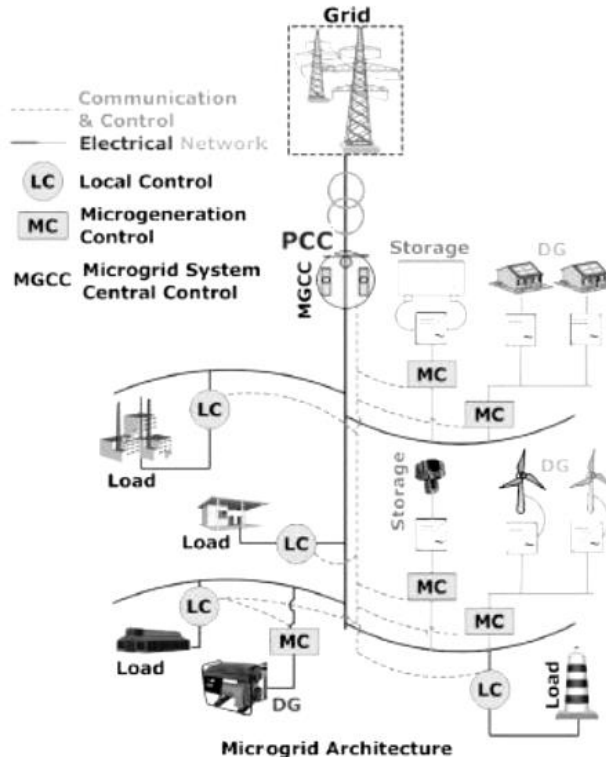 Grid
Communication
& Control
Electrical Network
LC Local Control
MC Microgeneration
Control
MGCC Microgrid System
Central Control
PCC
MGCC
Storage
DG
MC
MC
LC
Load
Storage
DG
Load
LC
MC
LC
MC
MC
Load
DG
LC
Load
Microgrid Architecture